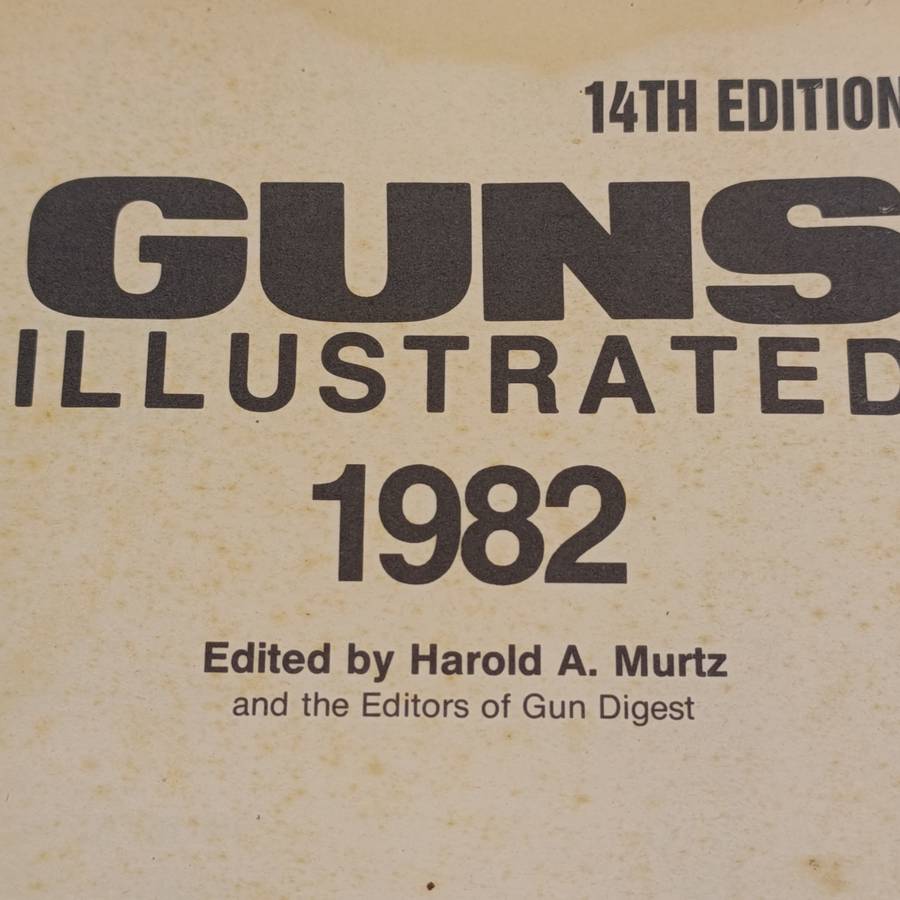 14TH EDITION
GUNS
ILLUSTRATED
1982
Edited by Harold A. Murtz
and the Editors of Gun Digest